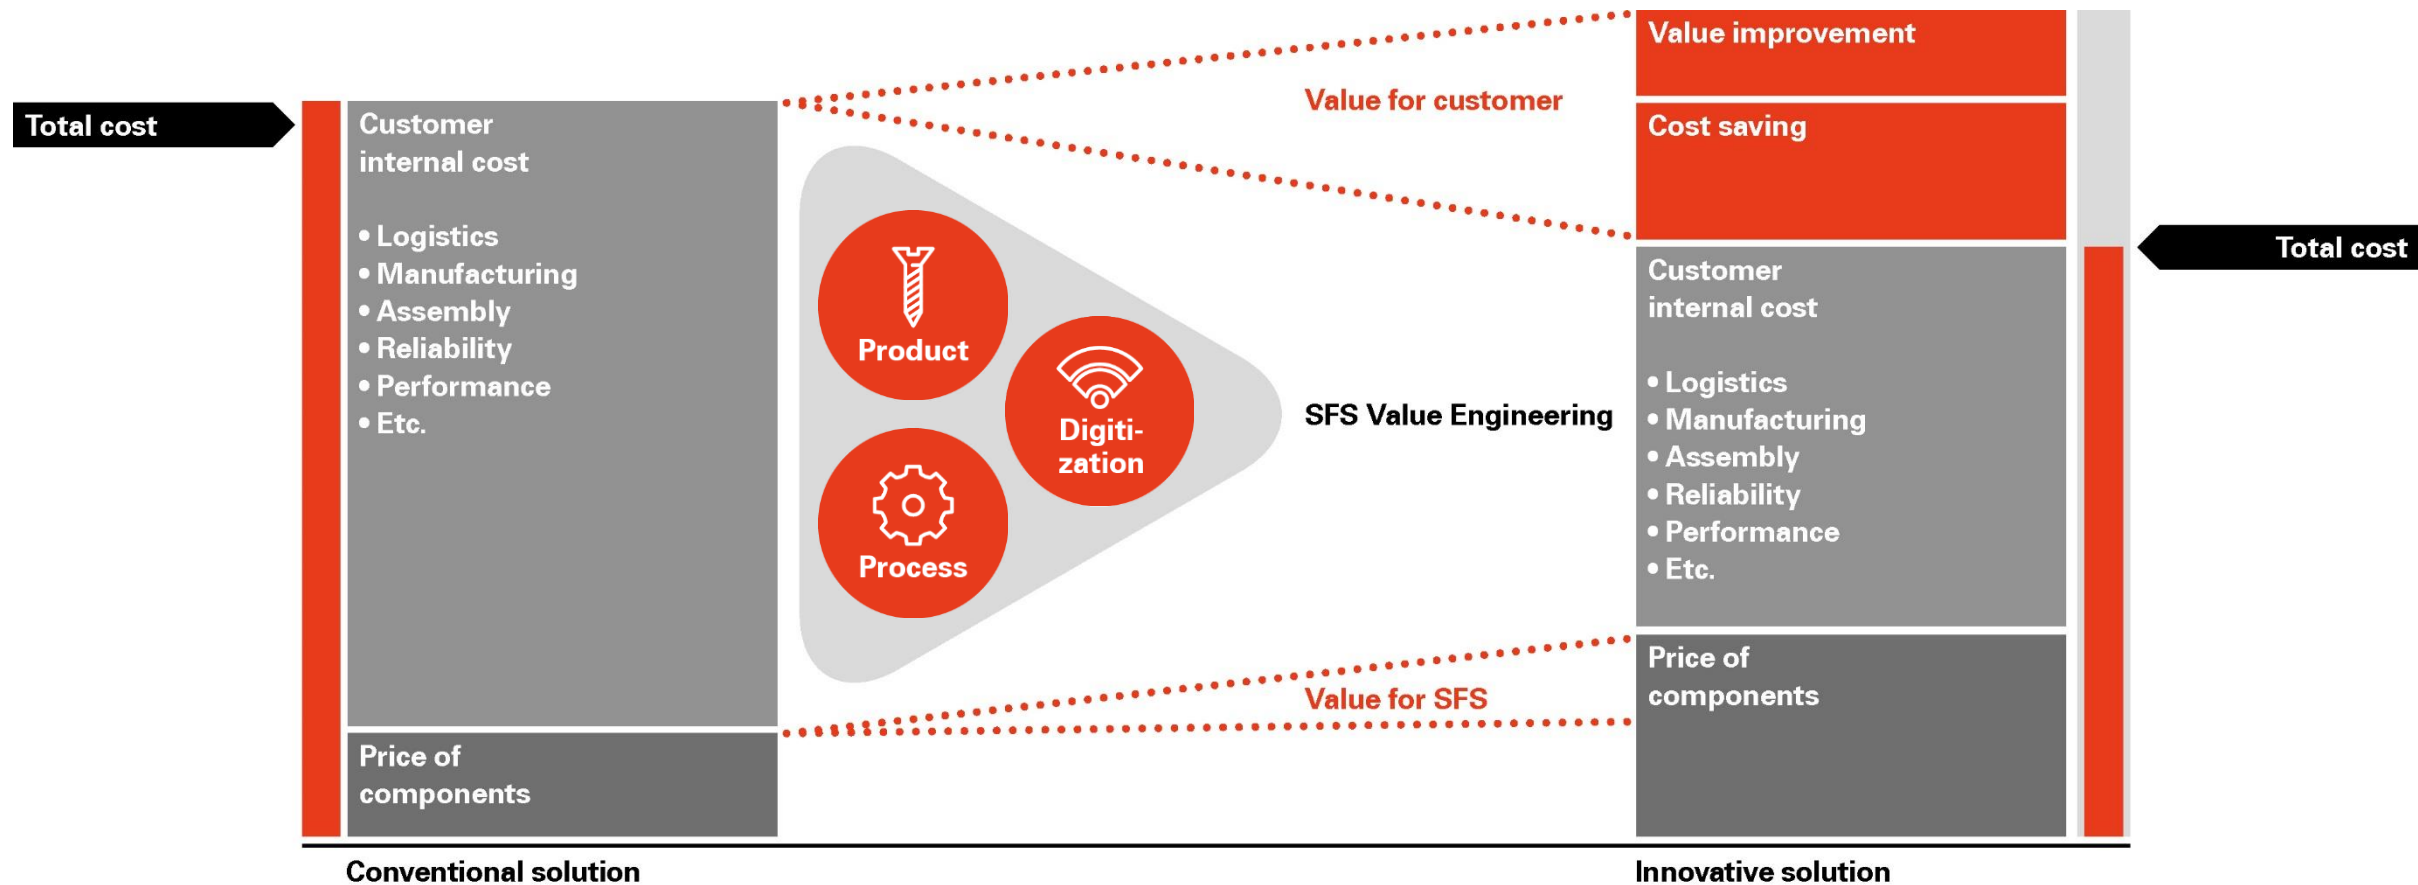 Total cost
Customer
internal cost
• Logistics
• Manufacturing
• Assembly
• Reliability
• Performance
• Etc.
Price of
components
Conventional solution
Product
Process
Digiti-
zation
Value for customer
SFS Value Engineering
Value for SFS
Value improvement
Cost saving
Customer
internal cost
• Logistics
• Manufacturing
• Assembly
• Reliability
• Performance
• Etc.
Price of
components
Innovative solution
Total cost